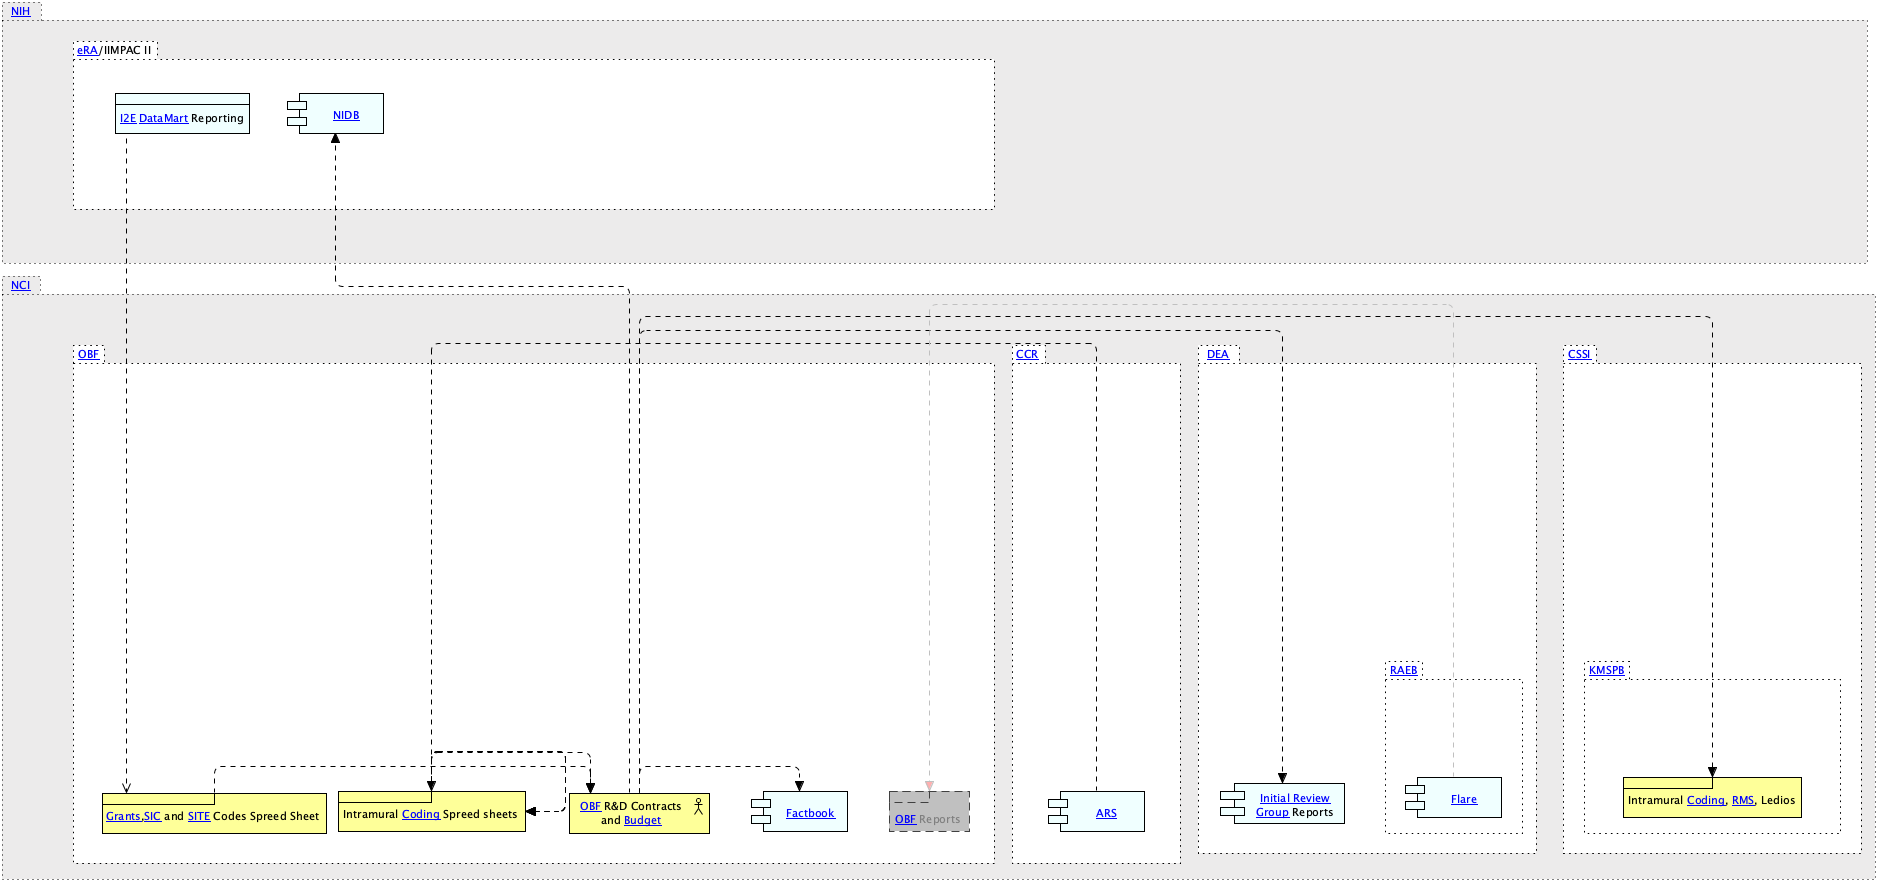 NIH
eRA/IIMPAC II
I2E DataMart Reporting
NIDB
NCI
OBF
CCR
DEA
CSSI
RAEB
KMSPB
Grants,SIC and SITE Codes Spreed Sheet
Intramural Coding Spreed sheets
OBF R&D Contracts
and Budget
Factbook
OBF Reports
ARS
Initial Review
Group Reports
Flare
Intramural Coding, RMS, Ledios